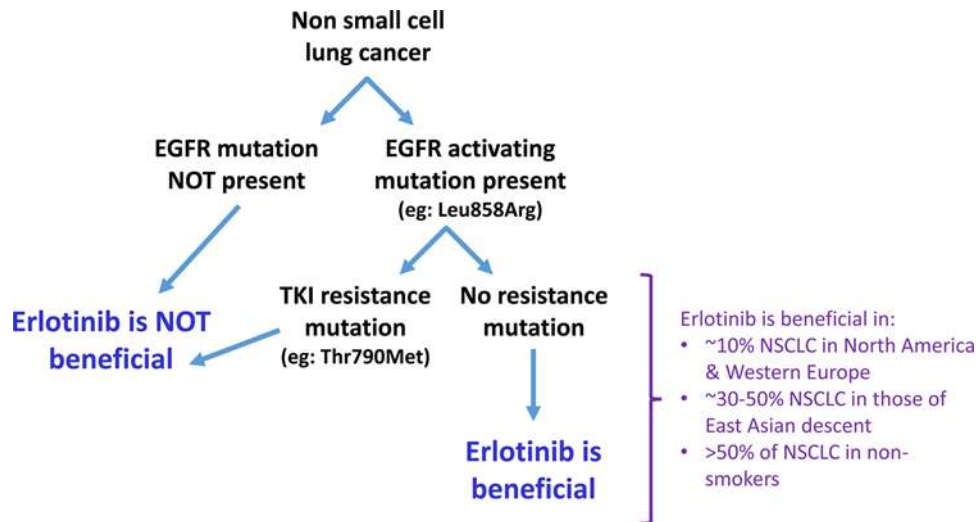 Non small cell
lung cancer
EGFR mutation
NOT present
EGFR activating
mutation present
(eg: Leu858Arg)
TKI resistance
mutation
(eg: Thr790Met)
No resistance
mutation
Erlotinib is NOT
beneficial
Erlotinib is
beneficial
Erlotinib is beneficial in:
• ~10% NSCLC in North America
& Western Europe
• ~30-50% NSCLC in those of
East Asian descent
• >50% of NSCLC in non-
smokers